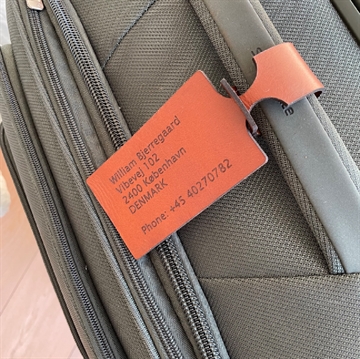 William Bjerregaard
Vibevej 102
2400 København
DENMARK
Phone: +45 40270782